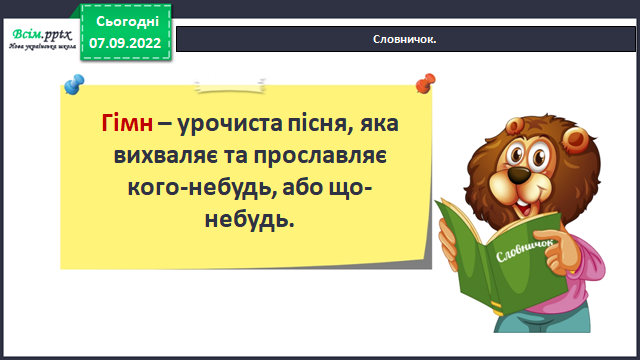 Всім.pptx
Нова українська школа
Сьогодні
07.09.2022
Словничок.
Гімн – урочиста пісня, яка
вихваляє та прославляє
кого-небудь, або що-
небудь.
Словничок